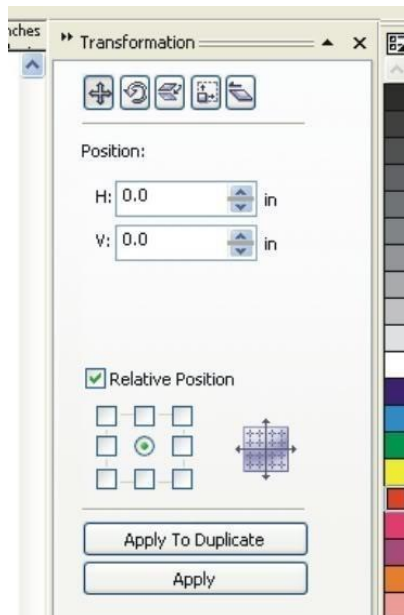 nches
Transformation
Position:
H: 0.0 in
V: 0.0 in
Relative Position
Apply To Duplicate
Apply